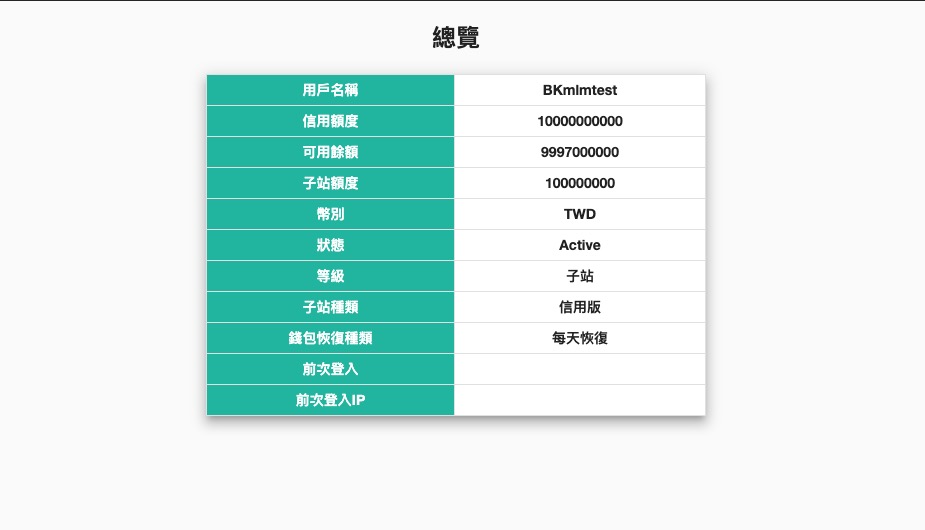 總覽
用戶名稱 BKmlmtest
信用額度 10000000000
可用餘額 9997000000
子站額度 100000000
幣別 TWD
狀態 Active
等級 子站
子站種類 信用版
錢包恢復種類 每天恢復
前次登入
前次登入IP